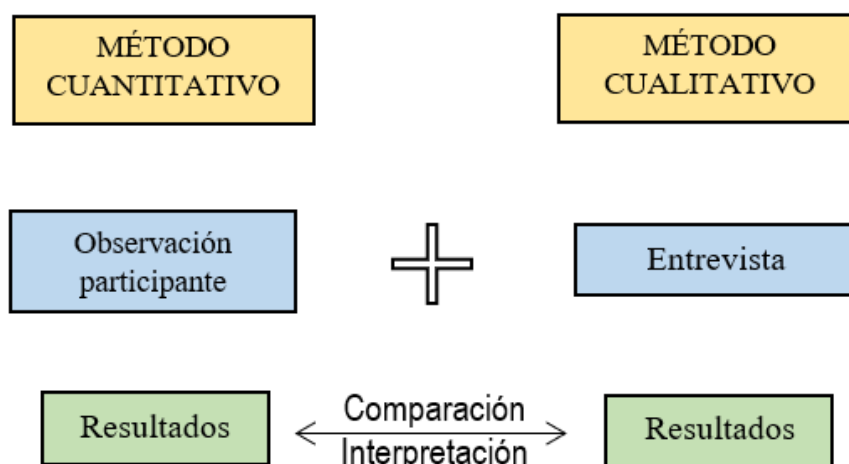 MÉTODO
CUANTITATIVO
MÉTODO
CUALITATIVO
Observación
participante
Entrevista
Resultados
Comparación
Interpretación
Resultados